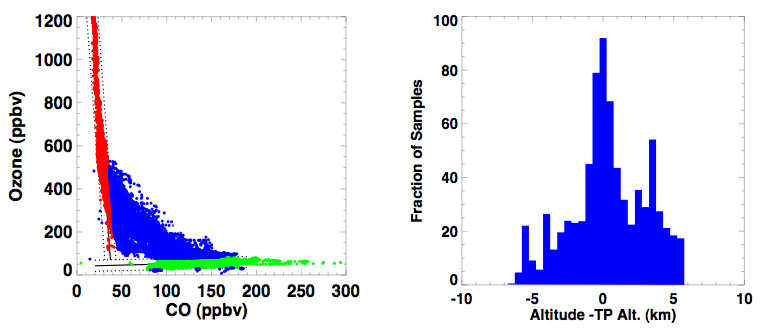 1200
1000
800
600
400
200
0
Ozone (ppbv)
0 50 100 150 200 250 300
CO (ppbv)
100
80
60
40
20
0
Fraction of Samples
-10 -5 0 5 10
Altitude -TP Alt. (km)